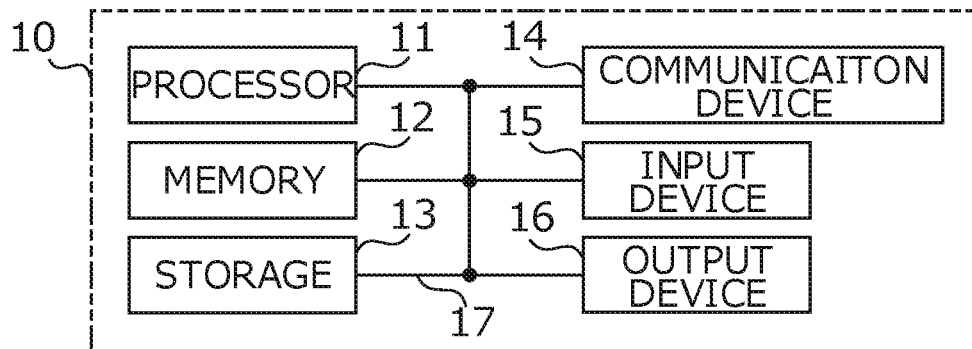 10
11
PROCESSOR
12
MEMORY
13
STORAGE
17
14
COMMUNICAITON
DEVICE
15
INPUT
DEVICE
16
OUTPUT
DEVICE